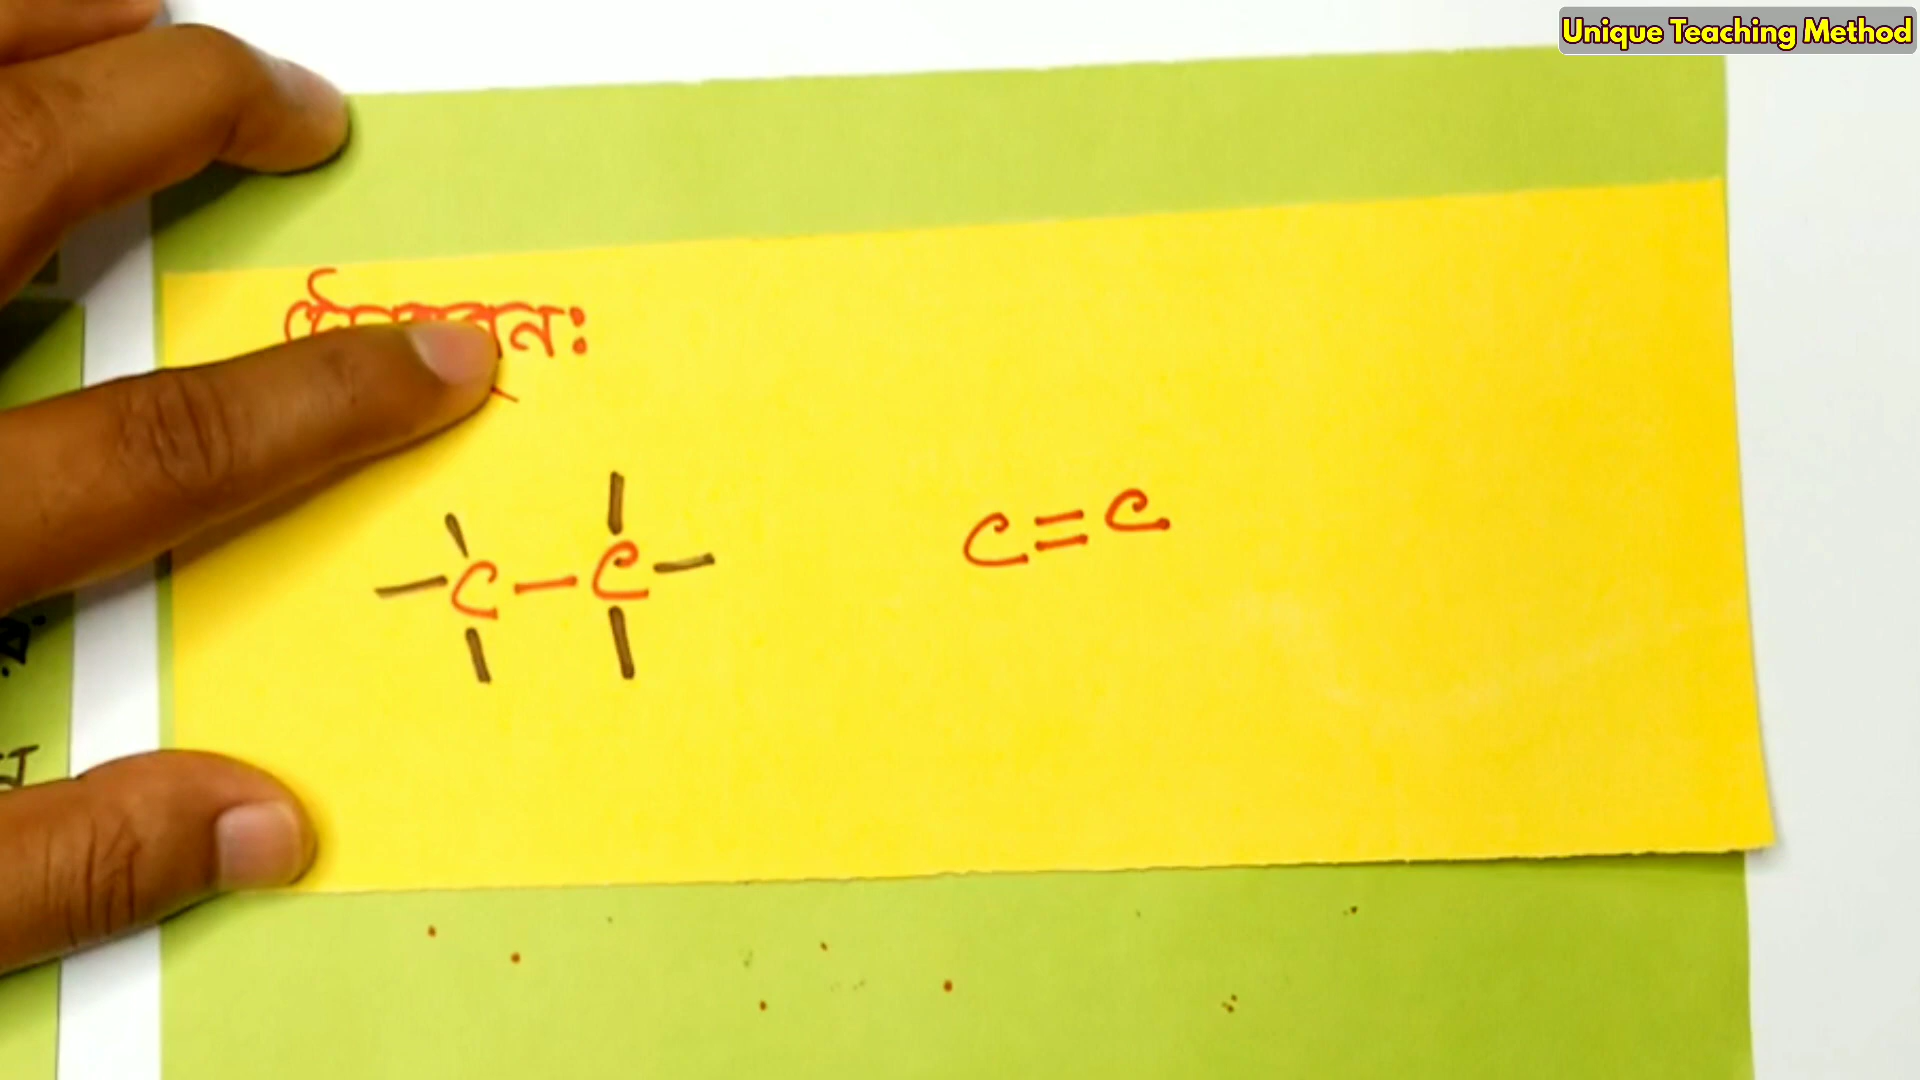 Unique Teaching Method
C - C
C = C